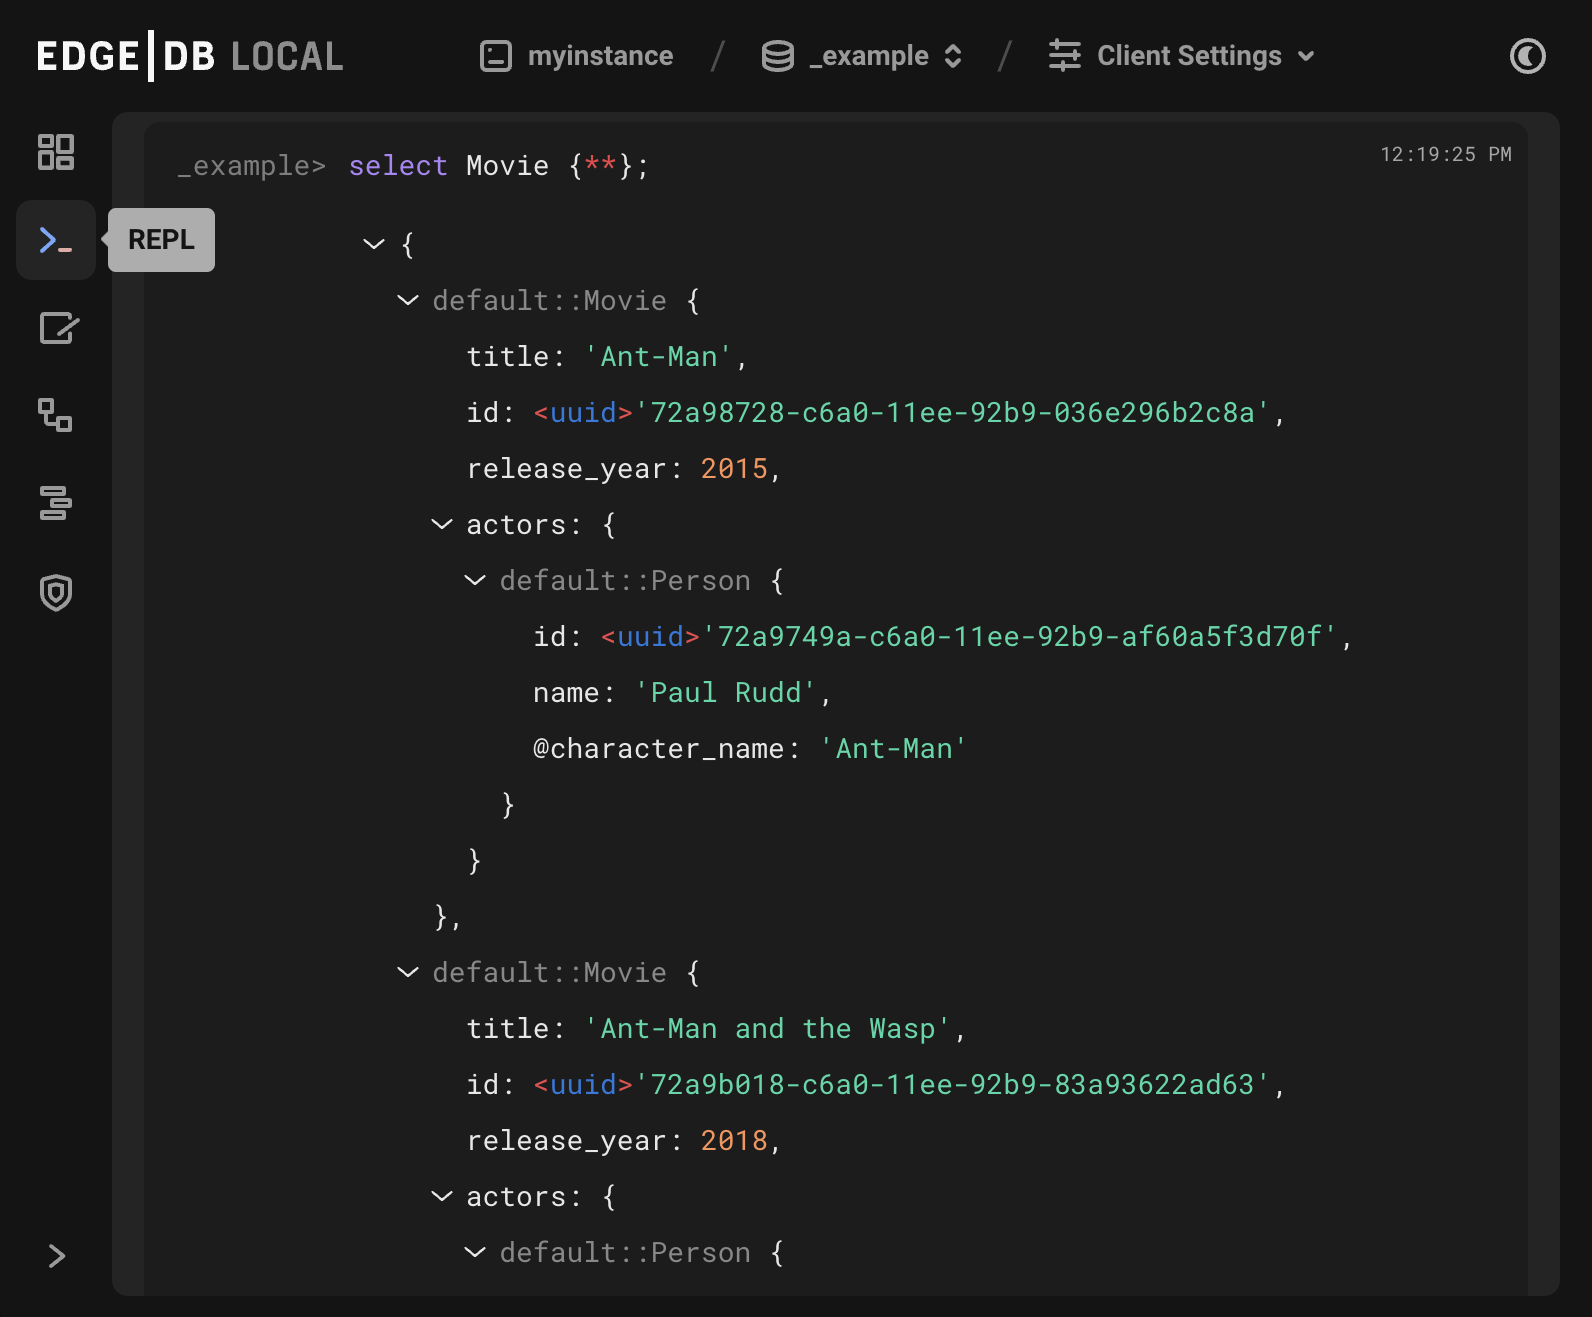 EDGE|DB LOCAL myinstance / _example / Client Settings
_example> select Movie {**}; 12:19:25 PM
REPL
{
default::Movie {
title: 'Ant-Man',
id: <uuid>'72a98728-c6a0-11ee-92b9-036e296b2c8a',
release_year: 2015,
actors: {
default::Person {
id: <uuid>'72a9749a-c6a0-11ee-92b9-af60a5f3d70f',
name: 'Paul Rudd',
@character_name: 'Ant-Man'
}
}
},
default::Movie {
title: 'Ant-Man and the Wasp',
id: <uuid>'72a9b018-c6a0-11ee-92b9-83a93622ad63',
release_year: 2018,
actors: {
default::Person {